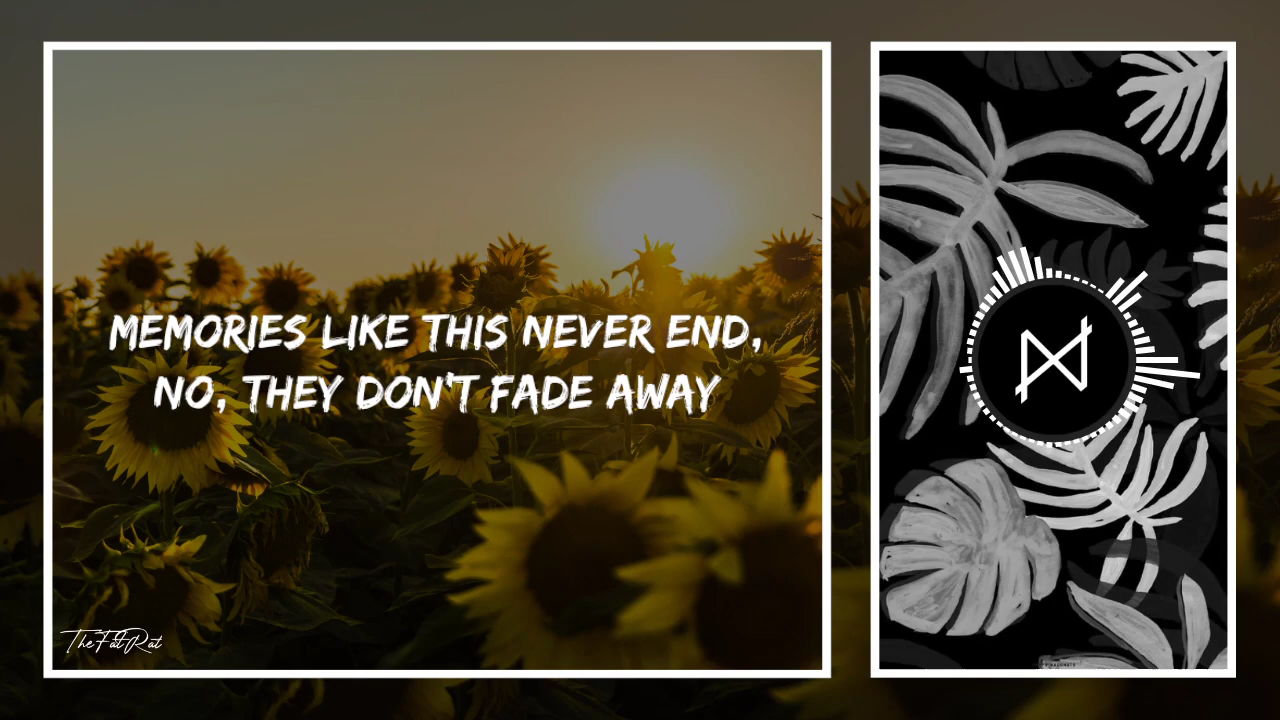 MEMORIES LIKE THIS NEVER END,
NO, THEY DON'T FADE AWAY
TheFatRat